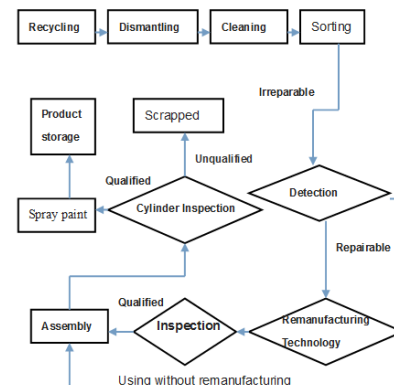 Recycling
Dismantling
Cleaning
Sorting
Irreparable
Product
storage
Scrapped
Unqualified
Qualified
Spray paint
Cylinder Inspection
Detection
Repairable
Qualified
Assembly
Inspection
Remanufacturing
Technology
Using without remanufacturing